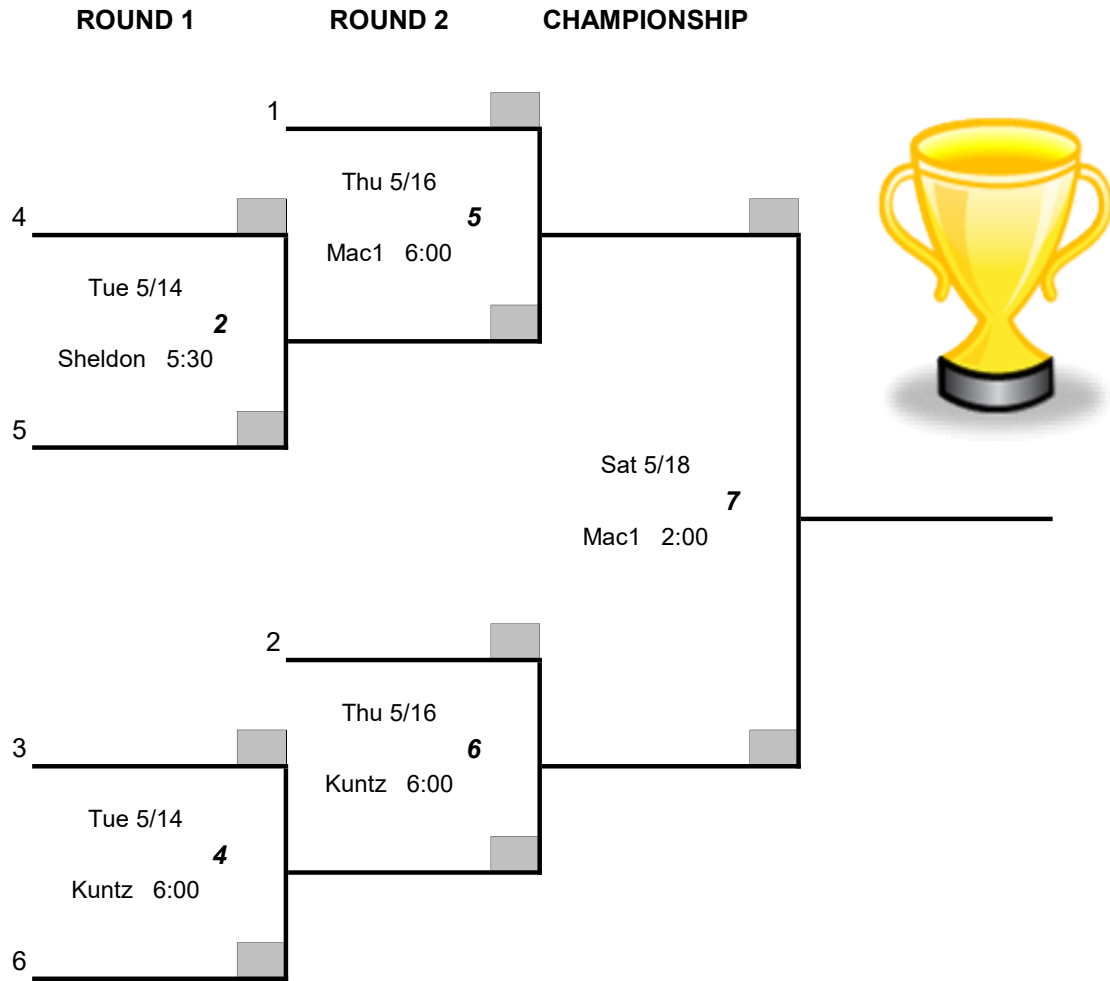 ROUND 1 ROUND 2 CHAMPIONSHIP
1
Thu 5/16
5
Mac1 6:00
4
Tue 5/14
2
Sheldon 5:30
5
Sat 5/18
7
Mac1 2:00
2
Thu 5/16
6
Kuntz 6:00
3
Tue 5/14
4
Kuntz 6:00
6